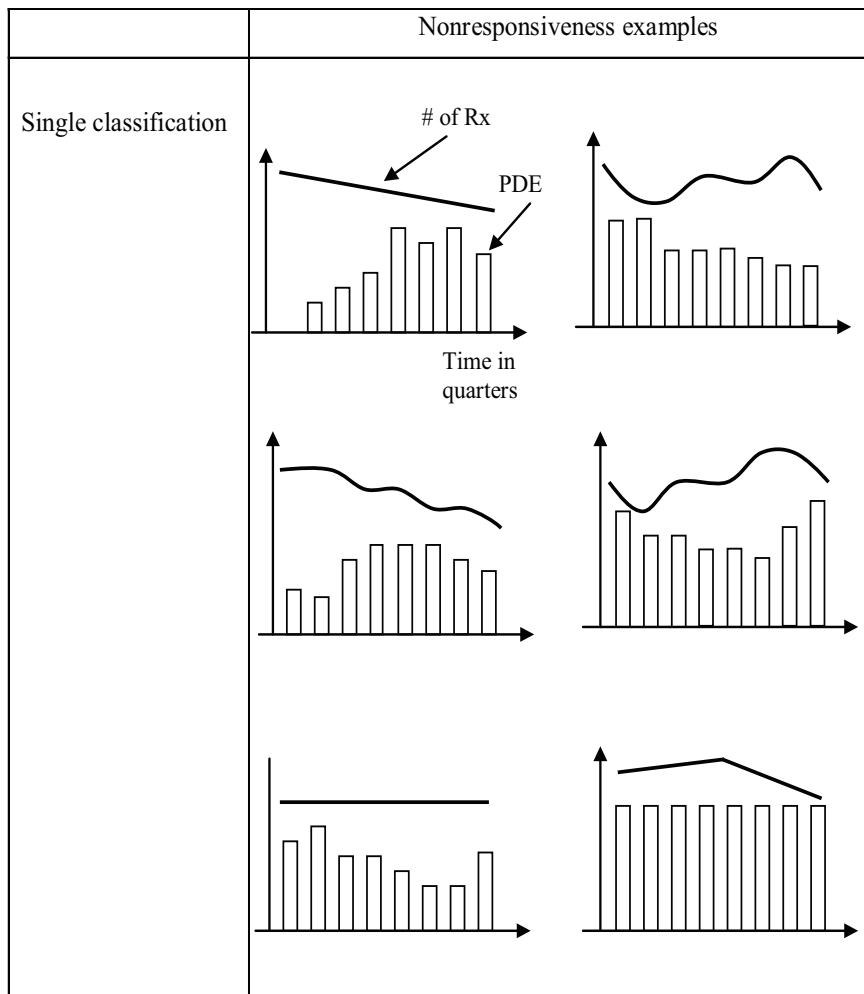 Nonresponsiveness examples
Single classification
# of Rx
PDE
Time in
quarters